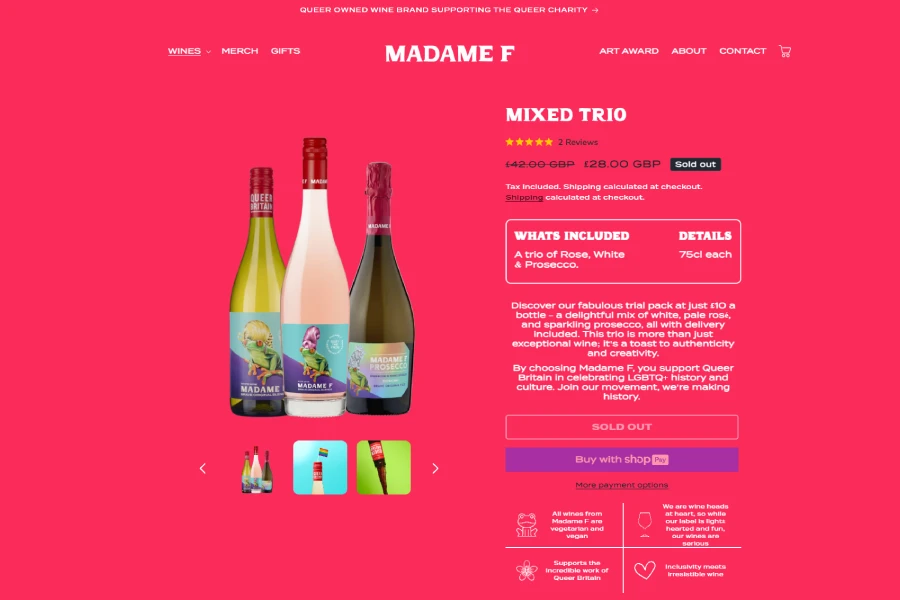 QUEER OWNED WINE BRAND SUPPORTING THE QUEER CHARITY →
WINES MERCH GIFTS
MADAME F
ART AWARD ABOUT CONTACT
MIXED TRIO
2 Reviews
£42.00 GBP £28.00 GBP Sold out
Tax included. Shipping calculated at checkout.
Shipping calculated at checkout.
WHATS INCLUDED DETAILS
A trio of Rose, White 75cl each
& Prosecco.
Discover our fabulous trial pack at just £10 a
bottle – a delightful mix of white, pale rosé,
and sparkling prosecco, all with delivery
included. This trio is more than just
exceptional wine; it's a toast to authenticity
and creativity.
By choosing Madame F, you support Queer
Britain in celebrating LGBTQ+ history and
culture. Join our movement, we're making
history.
SOLD OUT
Buy with shop Pay
More payment options
All wines from
Madame F are
vegetarian and
vegan
We are wine heads
at heart, so while
our label is light
hearted and fun,
our wines are
serious
Supports the
incredible work of
Queer Britain
Inclusivity meets
irresistible wine
QUEER
BRITAIN
MADAME
MADAME F
MADAME F
PROSECCO